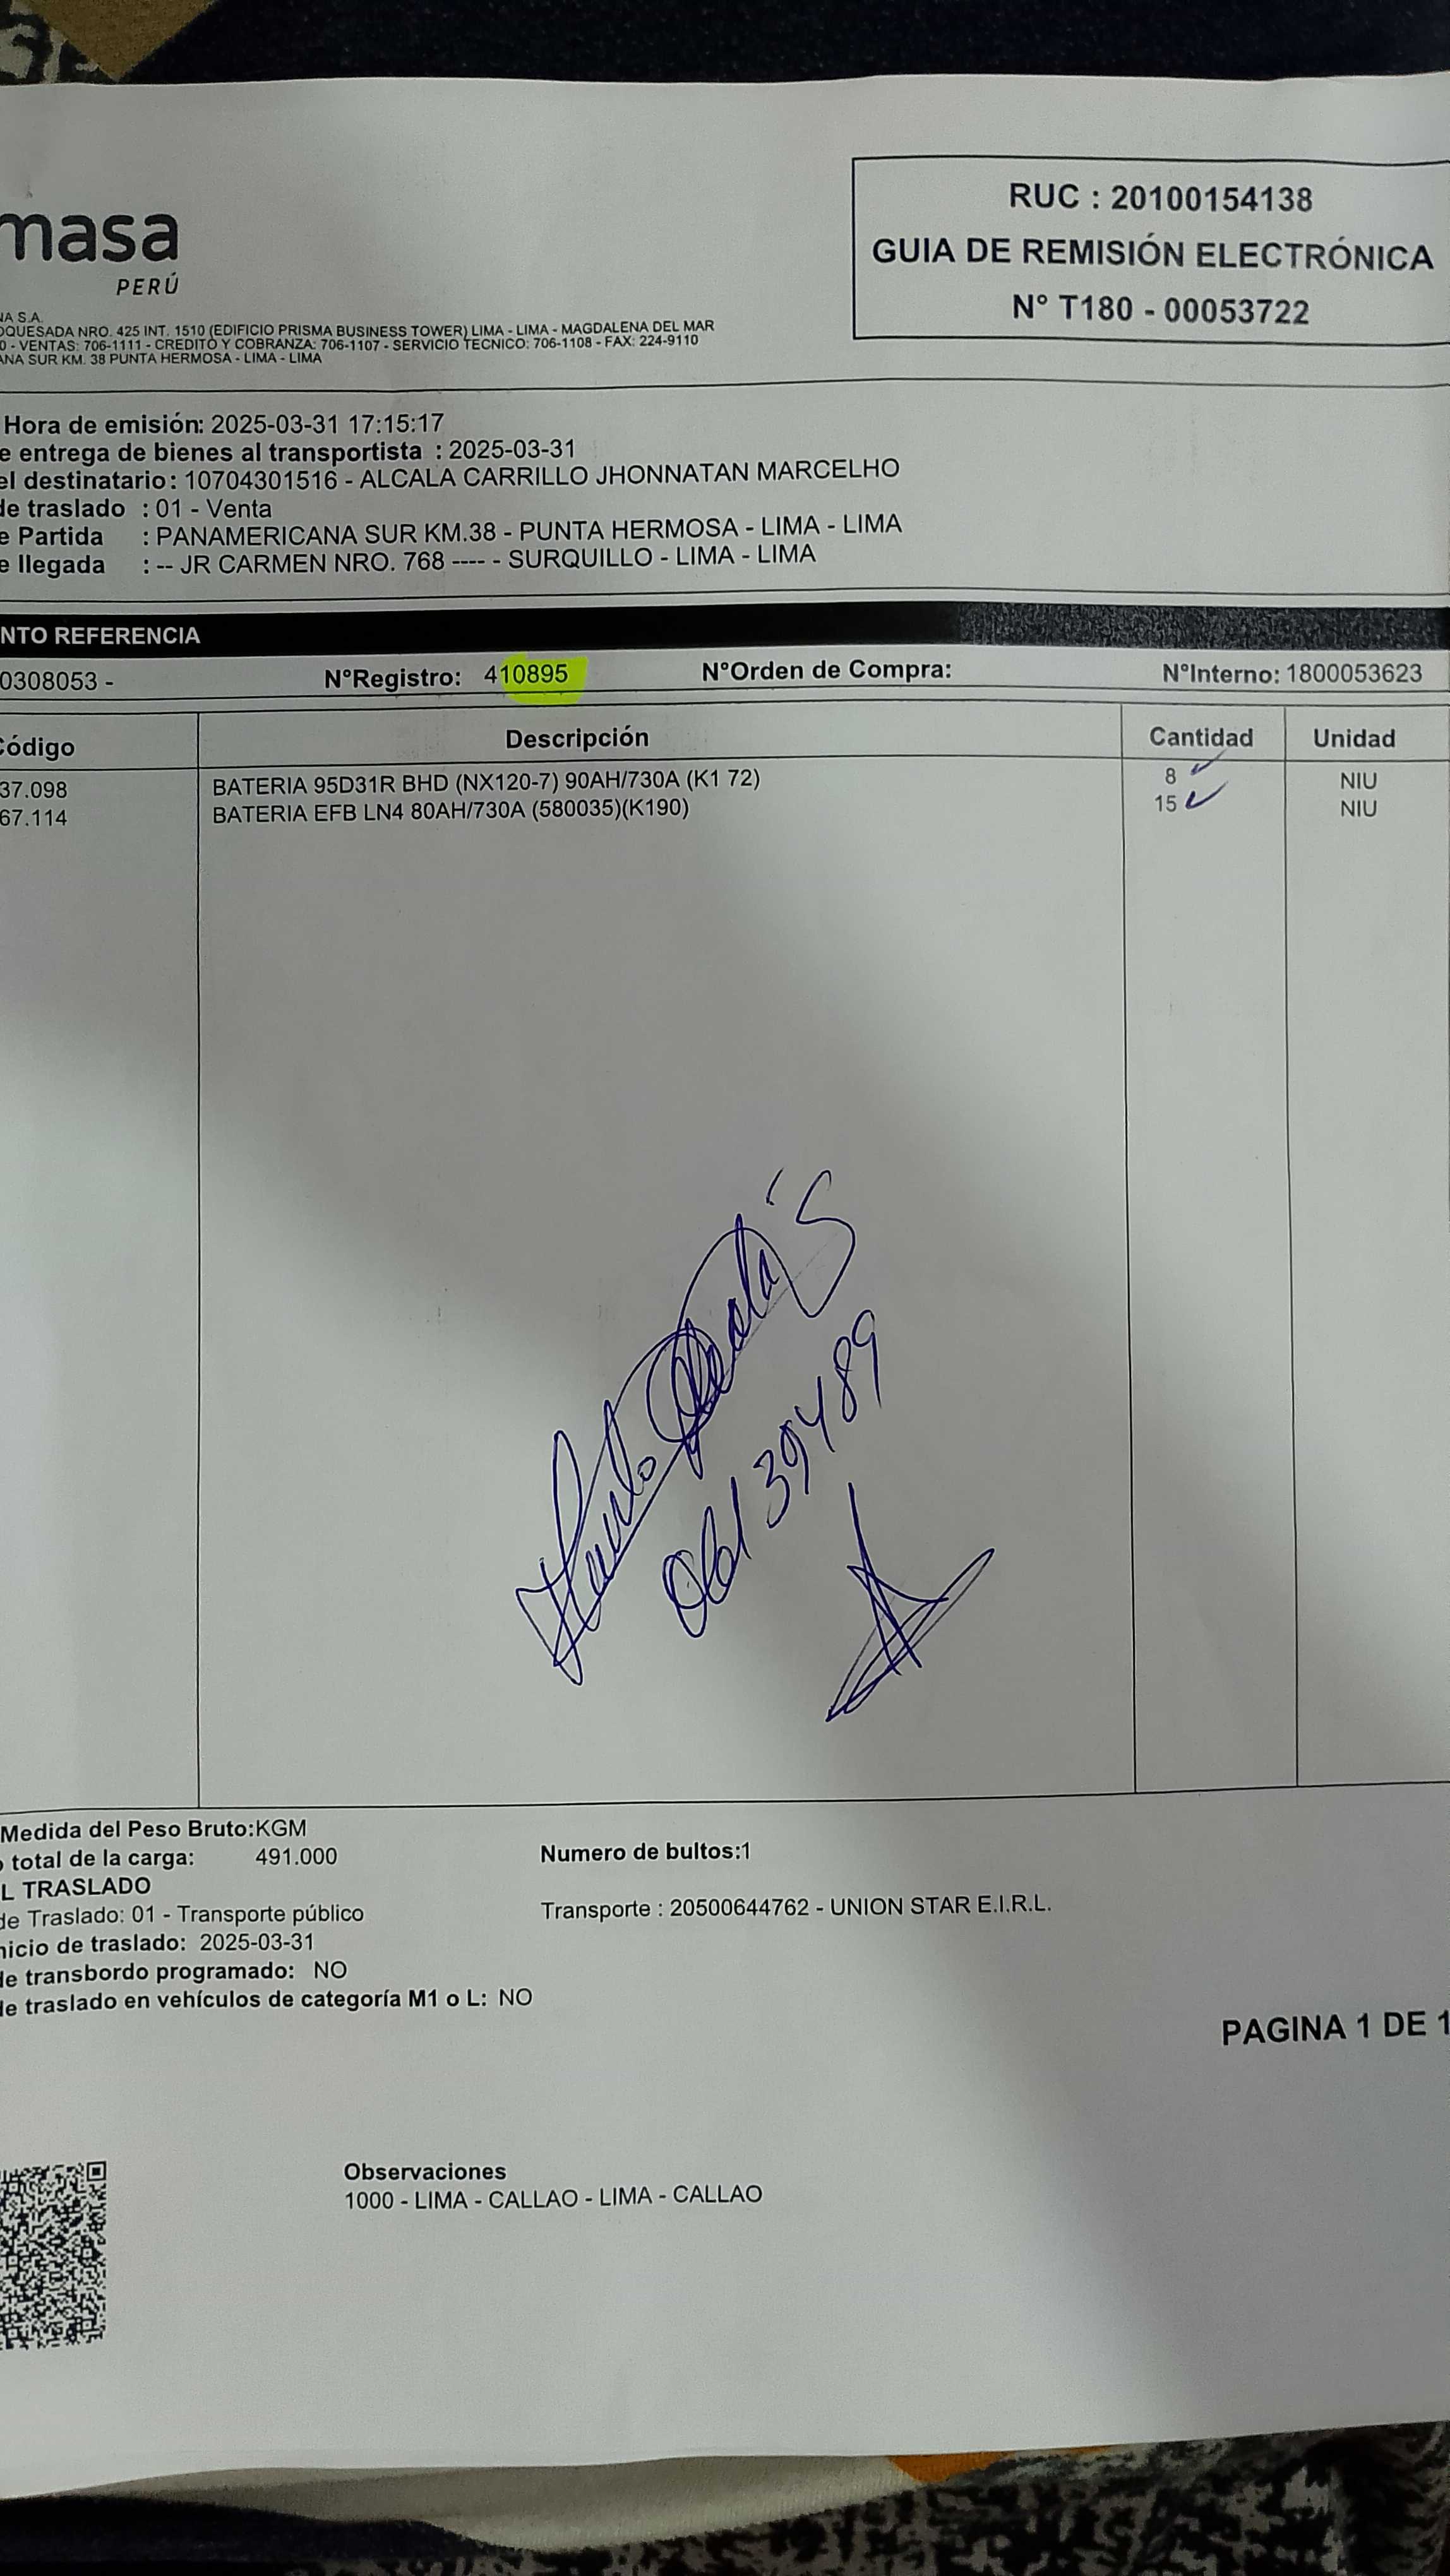 masa
PERÚ
RUC : 20100154138
GUIA DE REMISIÓN ELECTRÓNICA
N° T180 - 00053722
NA S.A.
OQUESADA NRO. 425 INT. 1510 (EDIFICIO PRISMA BUSINESS TOWER) LIMA - LIMA - MAGDALENA DEL MAR
0 - VENTAS: 706-1111 - CREDITO Y COBRANZA: 706-1107 - SERVICIO TECNICO: 706-1108 - FAX: 224-9110
ANA SUR KM. 38 PUNTA HERMOSA - LIMA - LIMA
Hora de emisión: 2025-03-31 17:15:17
e entrega de bienes al transportista : 2025-03-31
el destinatario: 10704301516 - ALCALA CARRILLO JHONNATAN MARCELHO
de traslado : 01 - Venta
e Partida : PANAMERICANA SUR KM.38 - PUNTA HERMOSA - LIMA - LIMA
e llegada : -- JR CARMEN NRO. 768 ---- - SURQUILLO - LIMA - LIMA
NTO REFERENCIA
0308053 - N°Registro: 410895 N°Orden de Compra: N°Interno: 1800053623
Código Descripción Cantidad Unidad
37.098 BATERIA 95D31R BHD (NX120-7) 90AH/730A (K1 72) 8 NIU
67.114 BATERIA EFB LN4 80AH/730A (580035)(K190) 15 NIU
Medida del Peso Bruto:KGM
o total de la carga: 491.000 Numero de bultos:1
L TRASLADO
de Traslado: 01 - Transporte público Transporte : 20500644762 - UNION STAR E.I.R.L.
nicio de traslado: 2025-03-31
de transbordo programado: NO
de traslado en vehículos de categoría M1 o L: NO
PAGINA 1 DE 1
Observaciones
1000 - LIMA - CALLAO - LIMA - CALLAO